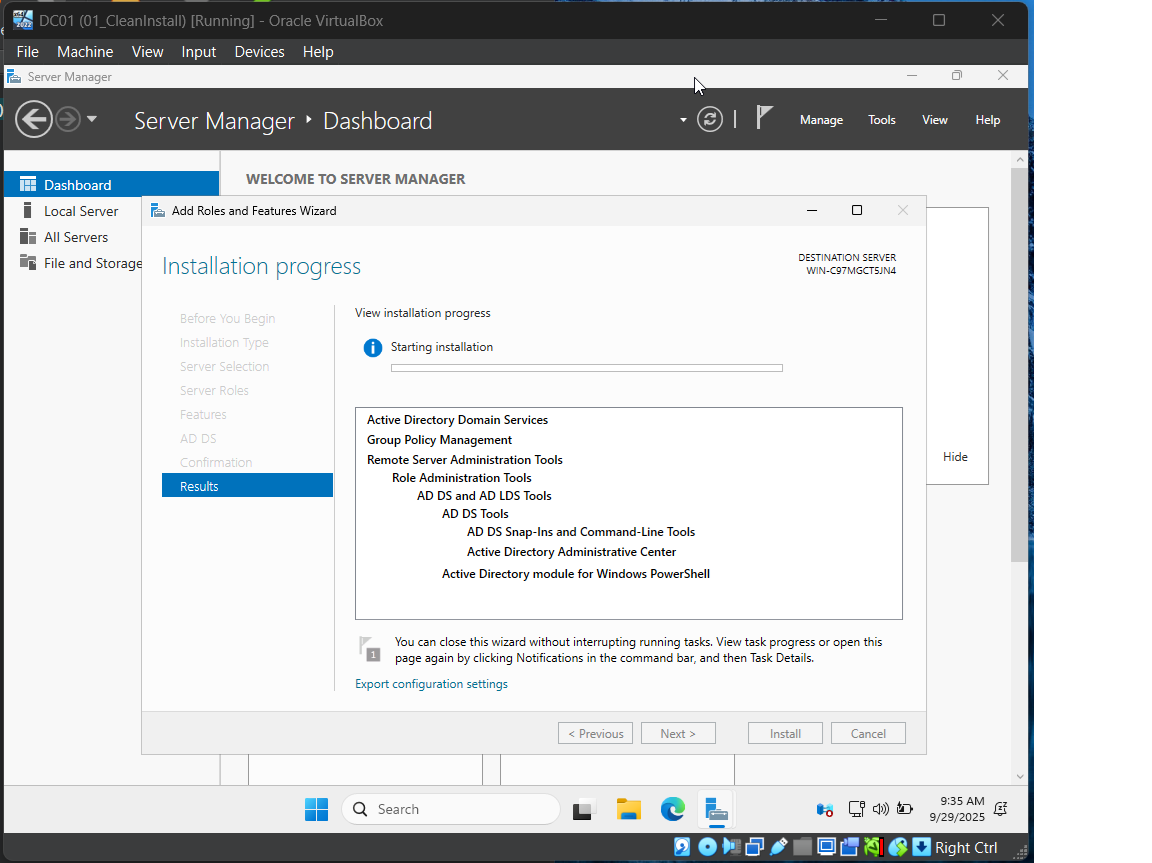 DC01 (01_CleanInstall) [Running] - Oracle VirtualBox
File Machine View Input Devices Help
Server Manager
Server Manager ‣ Dashboard
Manage Tools View Help
Dashboard
Local Server
All Servers
File and Storage
WELCOME TO SERVER MANAGER
Add Roles and Features Wizard
Installation progress
DESTINATION SERVER
WIN-C97MGCT5JN4
Before You Begin
Installation Type
Server Selection
Server Roles
Features
AD DS
Confirmation
Results
View installation progress
Starting installation
Active Directory Domain Services
Group Policy Management
Remote Server Administration Tools
Role Administration Tools
AD DS and AD LDS Tools
AD DS Tools
AD DS Snap-Ins and Command-Line Tools
Active Directory Administrative Center
Active Directory module for Windows PowerShell
1
You can close this wizard without interrupting running tasks. View task progress or open this
page again by clicking Notifications in the command bar, and then Task Details.
Export configuration settings
< Previous Next > Install Cancel
Hide
Search
9:35 AM
9/29/2025
Right Ctrl